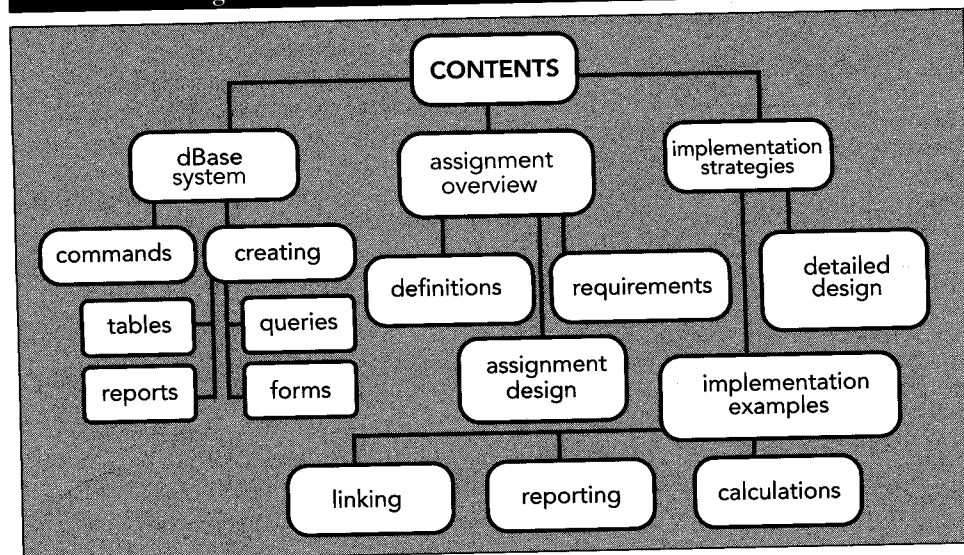 CONTENTS
dBase
system
assignment
overview
implementation
strategies
commands
creating
definitions
requirements
detailed
design
tables
queries
reports
forms
assignment
design
implementation
examples
linking
reporting
calculations